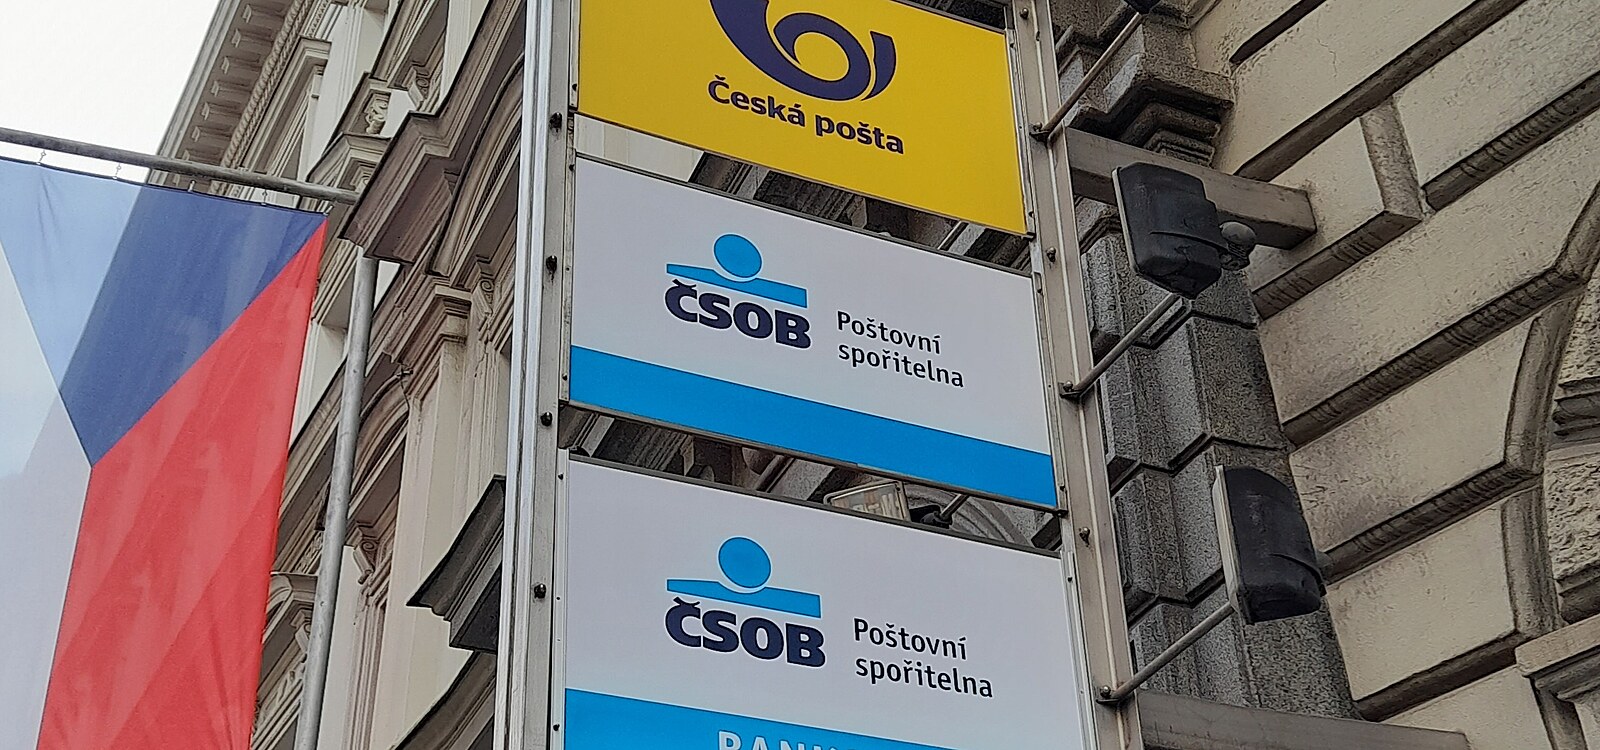 Česká pošta
ČSOB
Poštovní
spořitelna
ČSOB
Poštovní
spořitelna